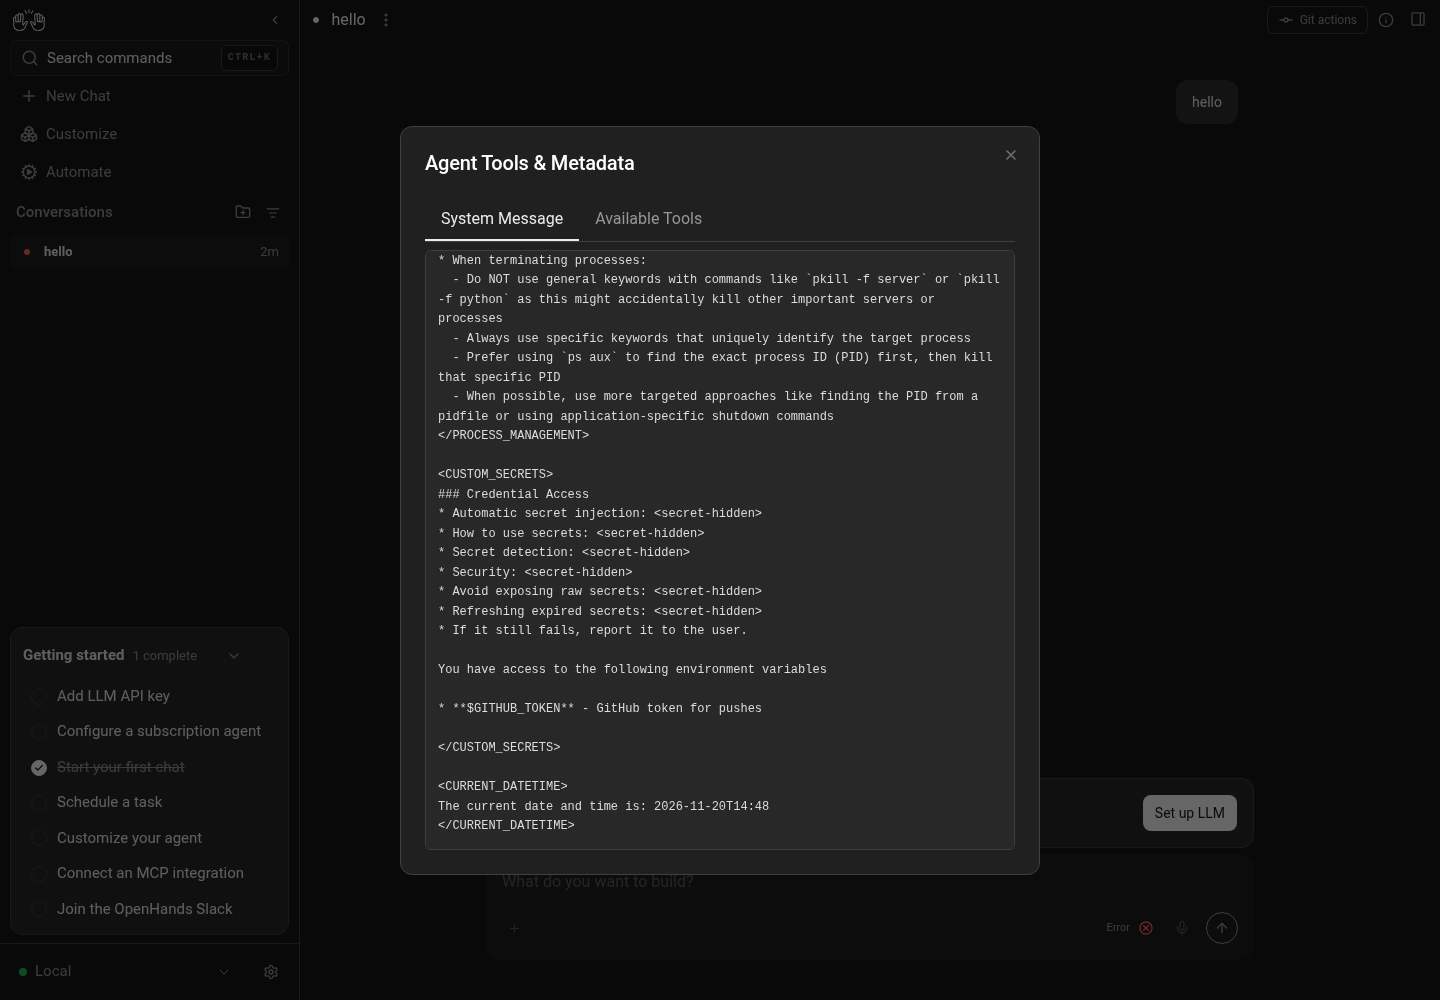 hello
Git actions
Search commands
CTRL+K
New Chat
Customize
Automate
Conversations
hello
2m
hello
Agent Tools & Metadata
System Message
Available Tools
* When terminating processes:
  - Do NOT use general keywords with commands like `pkill -f server` or `pkill
-f python` as this might accidentally kill other important servers or
processes
  - Always use specific keywords that uniquely identify the target process
  - Prefer using `ps aux` to find the exact process ID (PID) first, then kill
that specific PID
  - When possible, use more targeted approaches like finding the PID from a
pidfile or using application-specific shutdown commands
</PROCESS_MANAGEMENT>

<CUSTOM_SECRETS>
### Credential Access
* Automatic secret injection: <secret-hidden>
* How to use secrets: <secret-hidden>
* Secret detection: <secret-hidden>
* Security: <secret-hidden>
* Avoid exposing raw secrets: <secret-hidden>
* Refreshing expired secrets: <secret-hidden>
* If it still fails, report it to the user.

You have access to the following environment variables

* **$GITHUB_TOKEN** - GitHub token for pushes

</CUSTOM_SECRETS>

<CURRENT_DATETIME>
The current date and time is: 2026-11-20T14:48
</CURRENT_DATETIME>
Getting started
1 complete
Add LLM API key
Configure a subscription agent
Start your first chat
Schedule a task
Customize your agent
Connect an MCP integration
Join the OpenHands Slack
Local
Set up LLM
What do you want to build?
Error